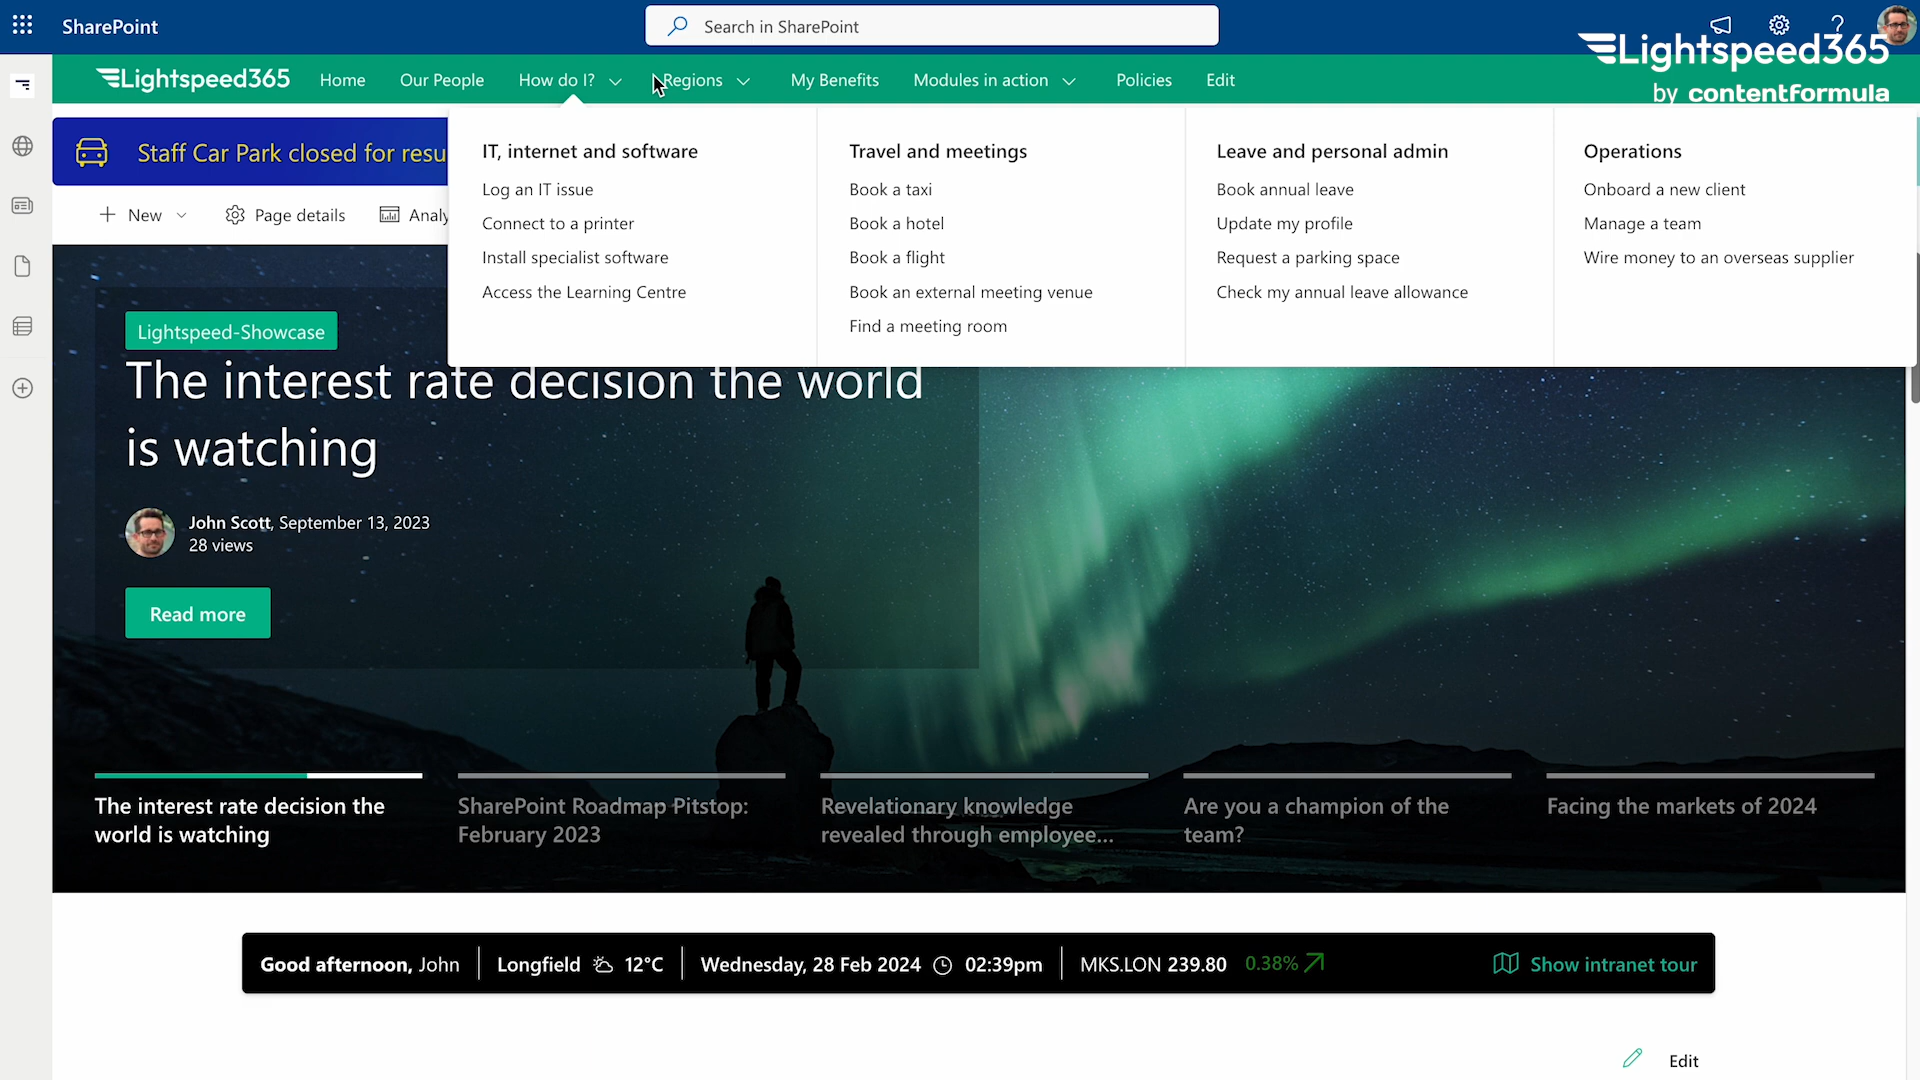 SharePoint
Search in SharePoint
Lightspeed365
by contentformula
Lightspeed365
Home
Our People
How do I?
Regions
My Benefits
Modules in action
Policies
Edit
Staff Car Park closed for
New
Page details
IT, internet and software
Log an IT issue
Connect to a printer
Install specialist software
Access the Learning Centre
Travel and meetings
Book a taxi
Book a hotel
Book a flight
Book an external meeting venue
Find a meeting room
Leave and personal admin
Book annual leave
Update my profile
Request a parking space
Check my annual leave allowance
Operations
Onboard a new client
Manage a team
Wire money to an overseas supplier
Lightspeed-Showcase
The interest rate decision the world
is watching
John Scott, September 13, 2023
28 views
Read more
The interest rate decision the
world is watching
SharePoint Roadmap Pitstop:
February 2023
Revelationary knowledge
revealed through employee...
Are you a champion of the
team?
Facing the markets of 2024
Good afternoon, John
Longfield 12°C
Wednesday, 28 Feb 2024 02:39pm
MKS.LON 239.80 0.38%
Show intranet tour
Edit